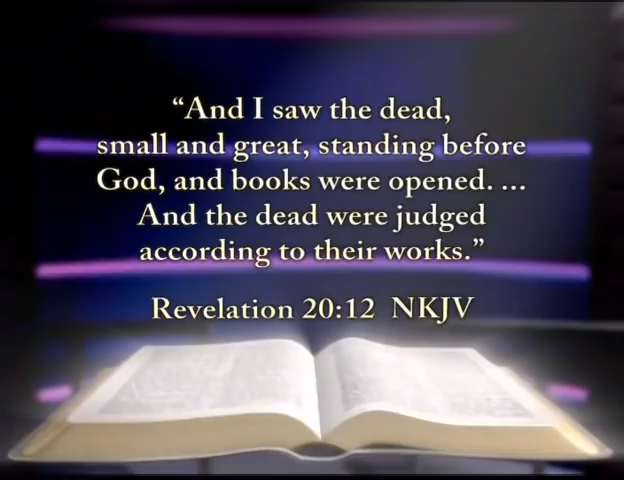 “And I saw the dead,
small and great, standing before
God, and books were opened. ...
And the dead were judged
according to their works.”
Revelation 20:12 NKJV